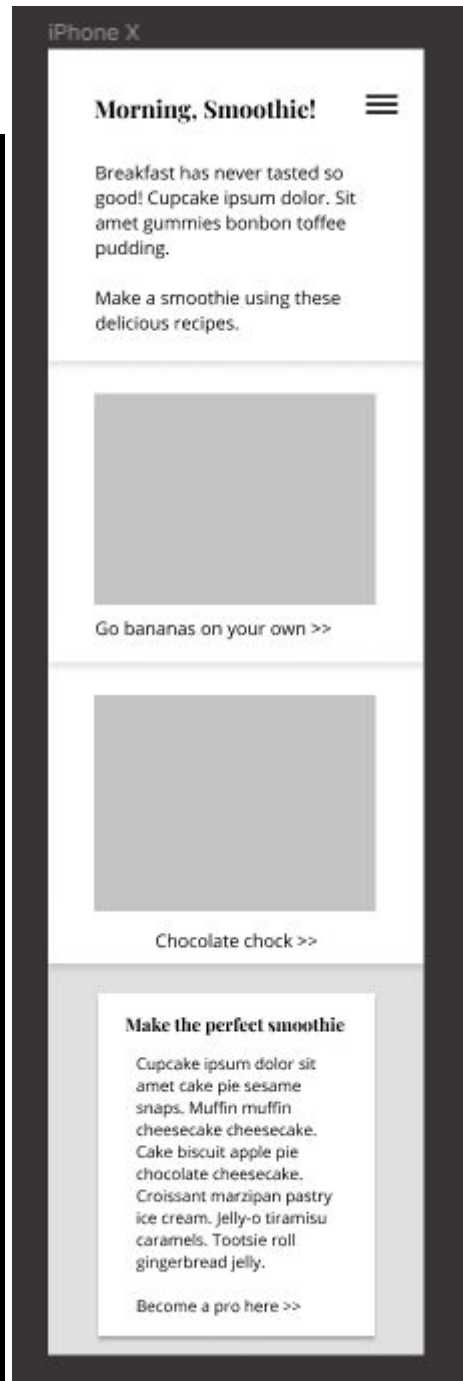 iPhone X
Morning, Smoothie!
Breakfast has never tasted so
good! Cupcake ipsum dolor. Sit
amet gummies bonbon toffee
pudding.
Make a smoothie using these
delicious recipes.
Go bananas on your own >>
Chocolate chock >>
Make the perfect smoothie
Cupcake ipsum dolor sit
amet cake pie sesame
snaps. Muffin muffin
cheesecake cheesecake.
Cake biscuit apple pie
chocolate cheesecake.
Croissant marzipan pastry
ice cream. Jelly-o tiramisu
caramels. Tootsie roll
gingerbread jelly.
Become a pro here >>